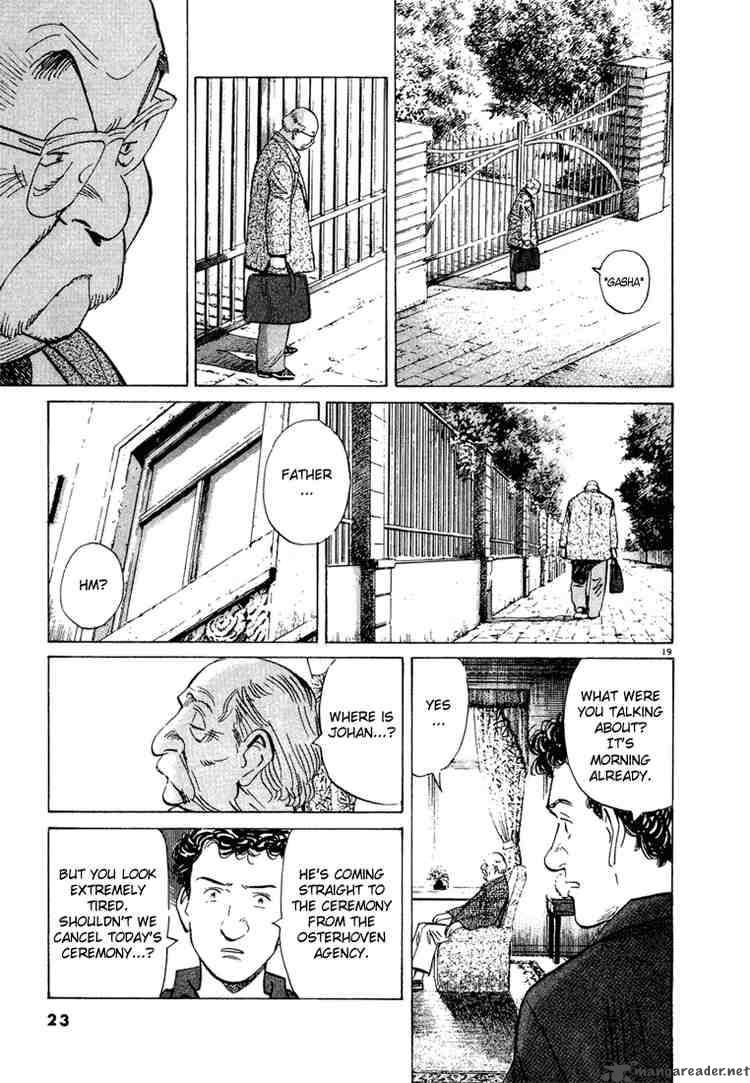 "GASHA"
FATHER
...
HM?
19
WHAT WERE
YOU TALKING
ABOUT?
IT'S
MORNING
ALREADY.
YES
...
WHERE IS
JOHAN...?
HE'S COMING
STRAIGHT TO
THE CEREMONY
FROM THE
OSTERHOVEN
AGENCY.
BUT YOU LOOK
EXTREMELY
TIRED.
SHOULDN'T WE
CANCEL TODAY'S
CEREMONY...?
23
mangareader.net